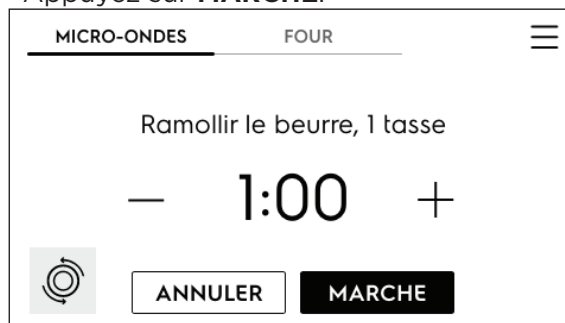 Appuyez sur MARCHE.
MICRO-ONDES FOUR
Ramollir le beurre, 1 tasse
— 1:00 +
ANNULER MARCHE